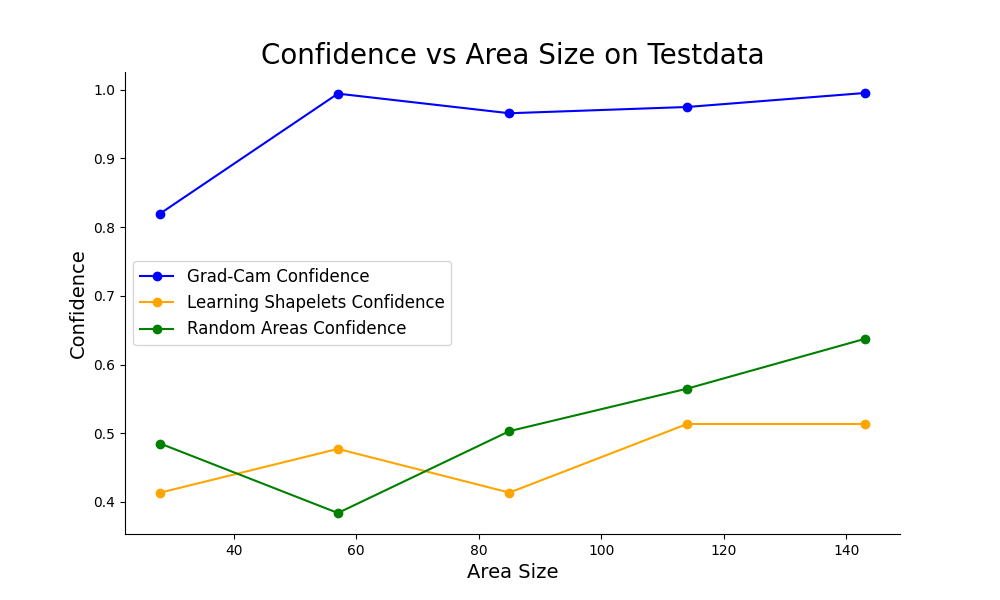 Confidence vs Area Size on Testdata
1.0
0.9
0.8
0.7
0.6
0.5
0.4
Confidence
Grad-Cam Confidence
Learning Shapelets Confidence
Random Areas Confidence
40 60 80 100 120 140
Area Size